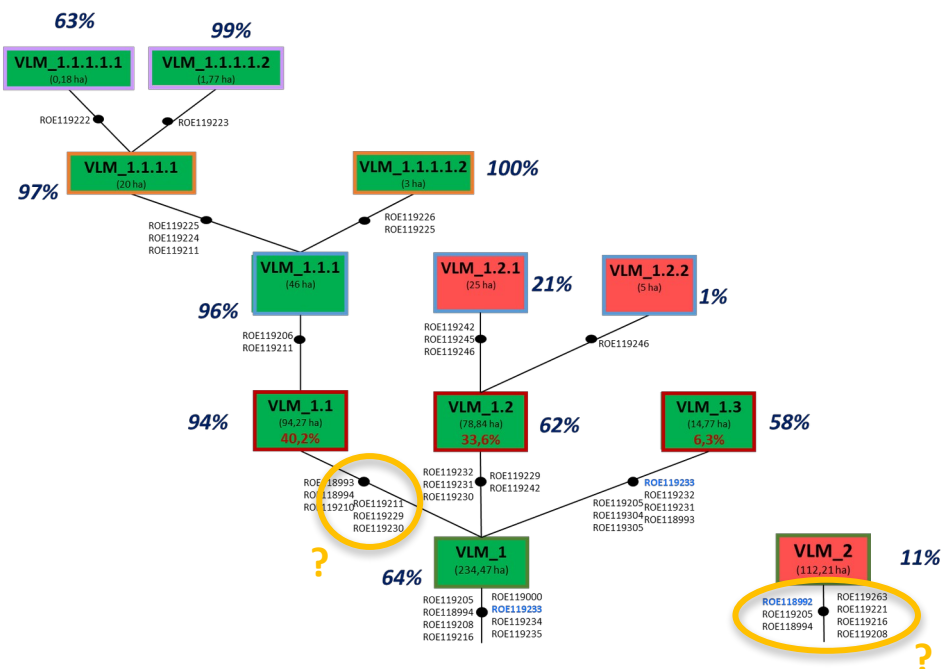 63%
99%
VLM_1.1.1.1.1
(0,18 ha)
VLM_1.1.1.1.2
(1,77 ha)
ROE119222
ROE119223
VLM_1.1.1.1
(20 ha)
97%
VLM_1.1.1.1.2
(3 ha)
100%
ROE119225
ROE119224
ROE119211
ROE119226
ROE119225
VLM_1.1.1
(46 ha)
96%
VLM_1.2.1
(25 ha)
21%
VLM_1.2.2
(5 ha)
1%
ROE119206
ROE119211
ROE119242
ROE119245
ROE119246
ROE119246
VLM_1.1
(94,27 ha)
40,2%
94%
VLM_1.2
(78,84 ha)
33,6%
62%
VLM_1.3
(14,77 ha)
6,3%
58%
ROE118993
ROE118994
ROE119210
ROE119211
ROE119229
ROE119230
?
ROE119232
ROE119231
ROE119230
ROE119229
ROE119242
ROE119205
ROE119304
ROE119305
ROE119233
ROE119232
ROE119231
ROE118993
VLM_1
(234,47 ha)
64%
VLM_2
(112,21 ha)
11%
ROE119205
ROE118994
ROE119208
ROE119216
ROE119000
ROE119233
ROE119234
ROE119235
ROE118992
ROE119205
ROE118994
ROE119263
ROE119221
ROE119216
ROE119208
?